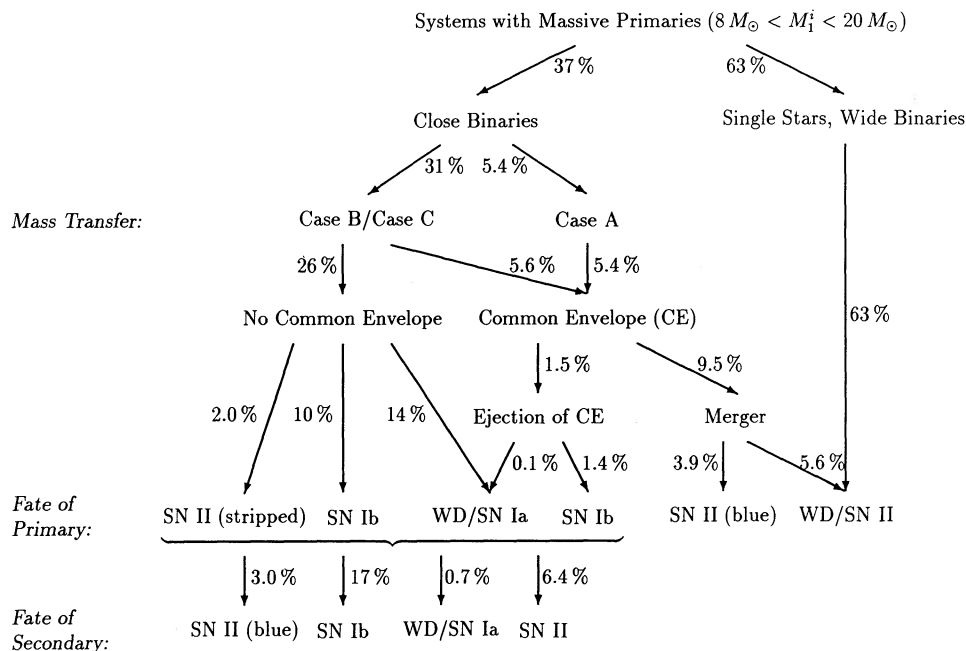 Systems with Massive Primaries (8 M⊙ < M₁ⁱ < 20 M⊙)
37 % 63 %
Close Binaries Single Stars, Wide Binaries
31 % 5.4 %
Mass Transfer: Case B/Case C Case A
26 % 5.6 % 5.4 %
No Common Envelope Common Envelope (CE) 63 %
1.5 % 9.5 %
2.0 % 10 % 14 % Ejection of CE Merger
0.1 % 1.4 % 3.9 % 5.6 %
Fate of
Primary: SN II (stripped) SN Ib WD/SN Ia SN Ib SN II (blue) WD/SN II
3.0 % 17 % 0.7 % 6.4 %
Fate of
Secondary: SN II (blue) SN Ib WD/SN Ia SN II